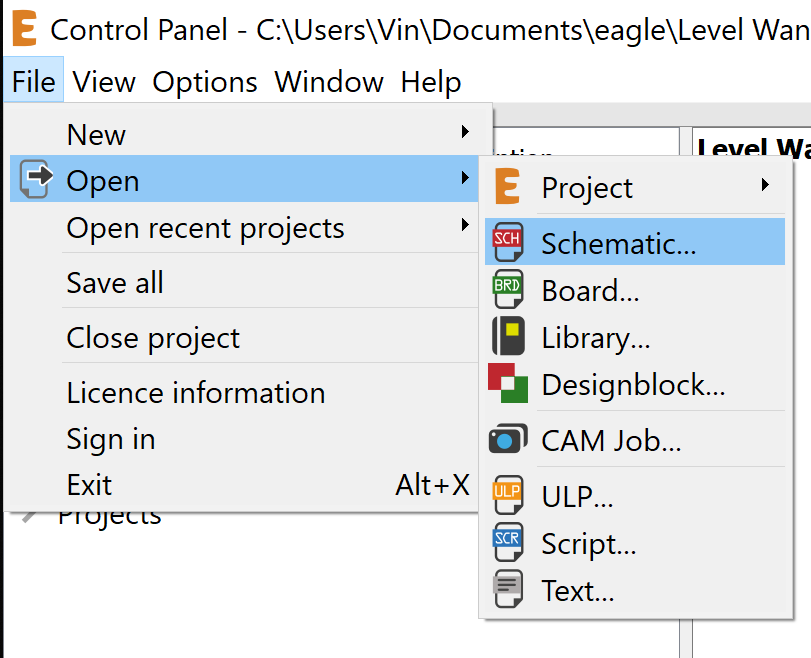 Control Panel - C:\Users\Vin\Documents\eagle\Level Wan
File View Options Window Help
New
Open
Open recent projects
Save all
Close project
Licence information
Sign in
Exit Alt+X
Projects
Level Wa
Project
SCH Schematic...
BRD Board...
Library...
Designblock...
CAM Job...
ULP ULP...
SCR Script...
Text...